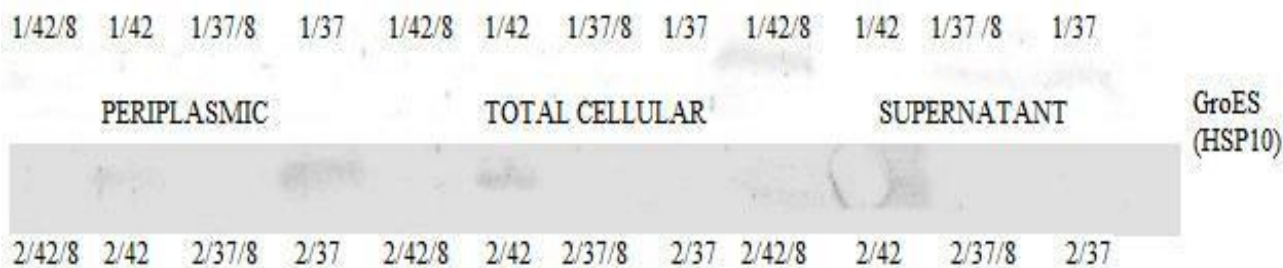 1/42/8 1/42 1/37/8 1/37 1/42/8 1/42 1/37/8 1/37 1/42/8 1/42 1/37 /8 1/37
PERIPLASMIC TOTAL CELLULAR SUPERNATANT
GroES
(HSP10)
2/42/8 2/42 2/37/8 2/37 2/42/8 2/42 2/37/8 2/37 2/42/8 2/42 2/37/8 2/37